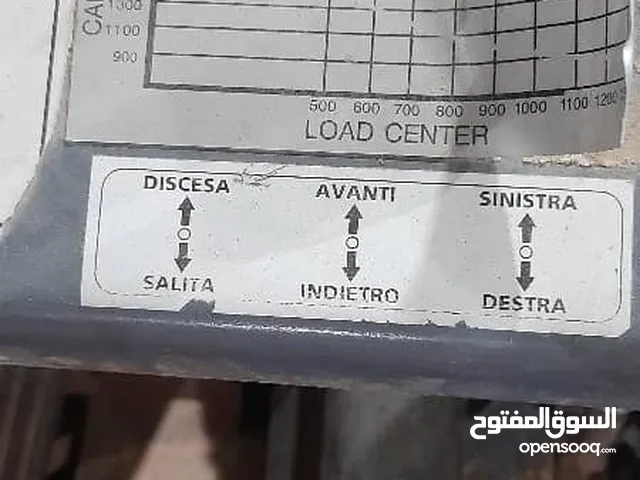 1300
1100
900
CA
500 600 700 800 900 1000 1100 1200
LOAD CENTER
DISCESA AVANTI SINISTRA
SALITA INDIETRO DESTRA
السوق المفتوح
opensooq.com